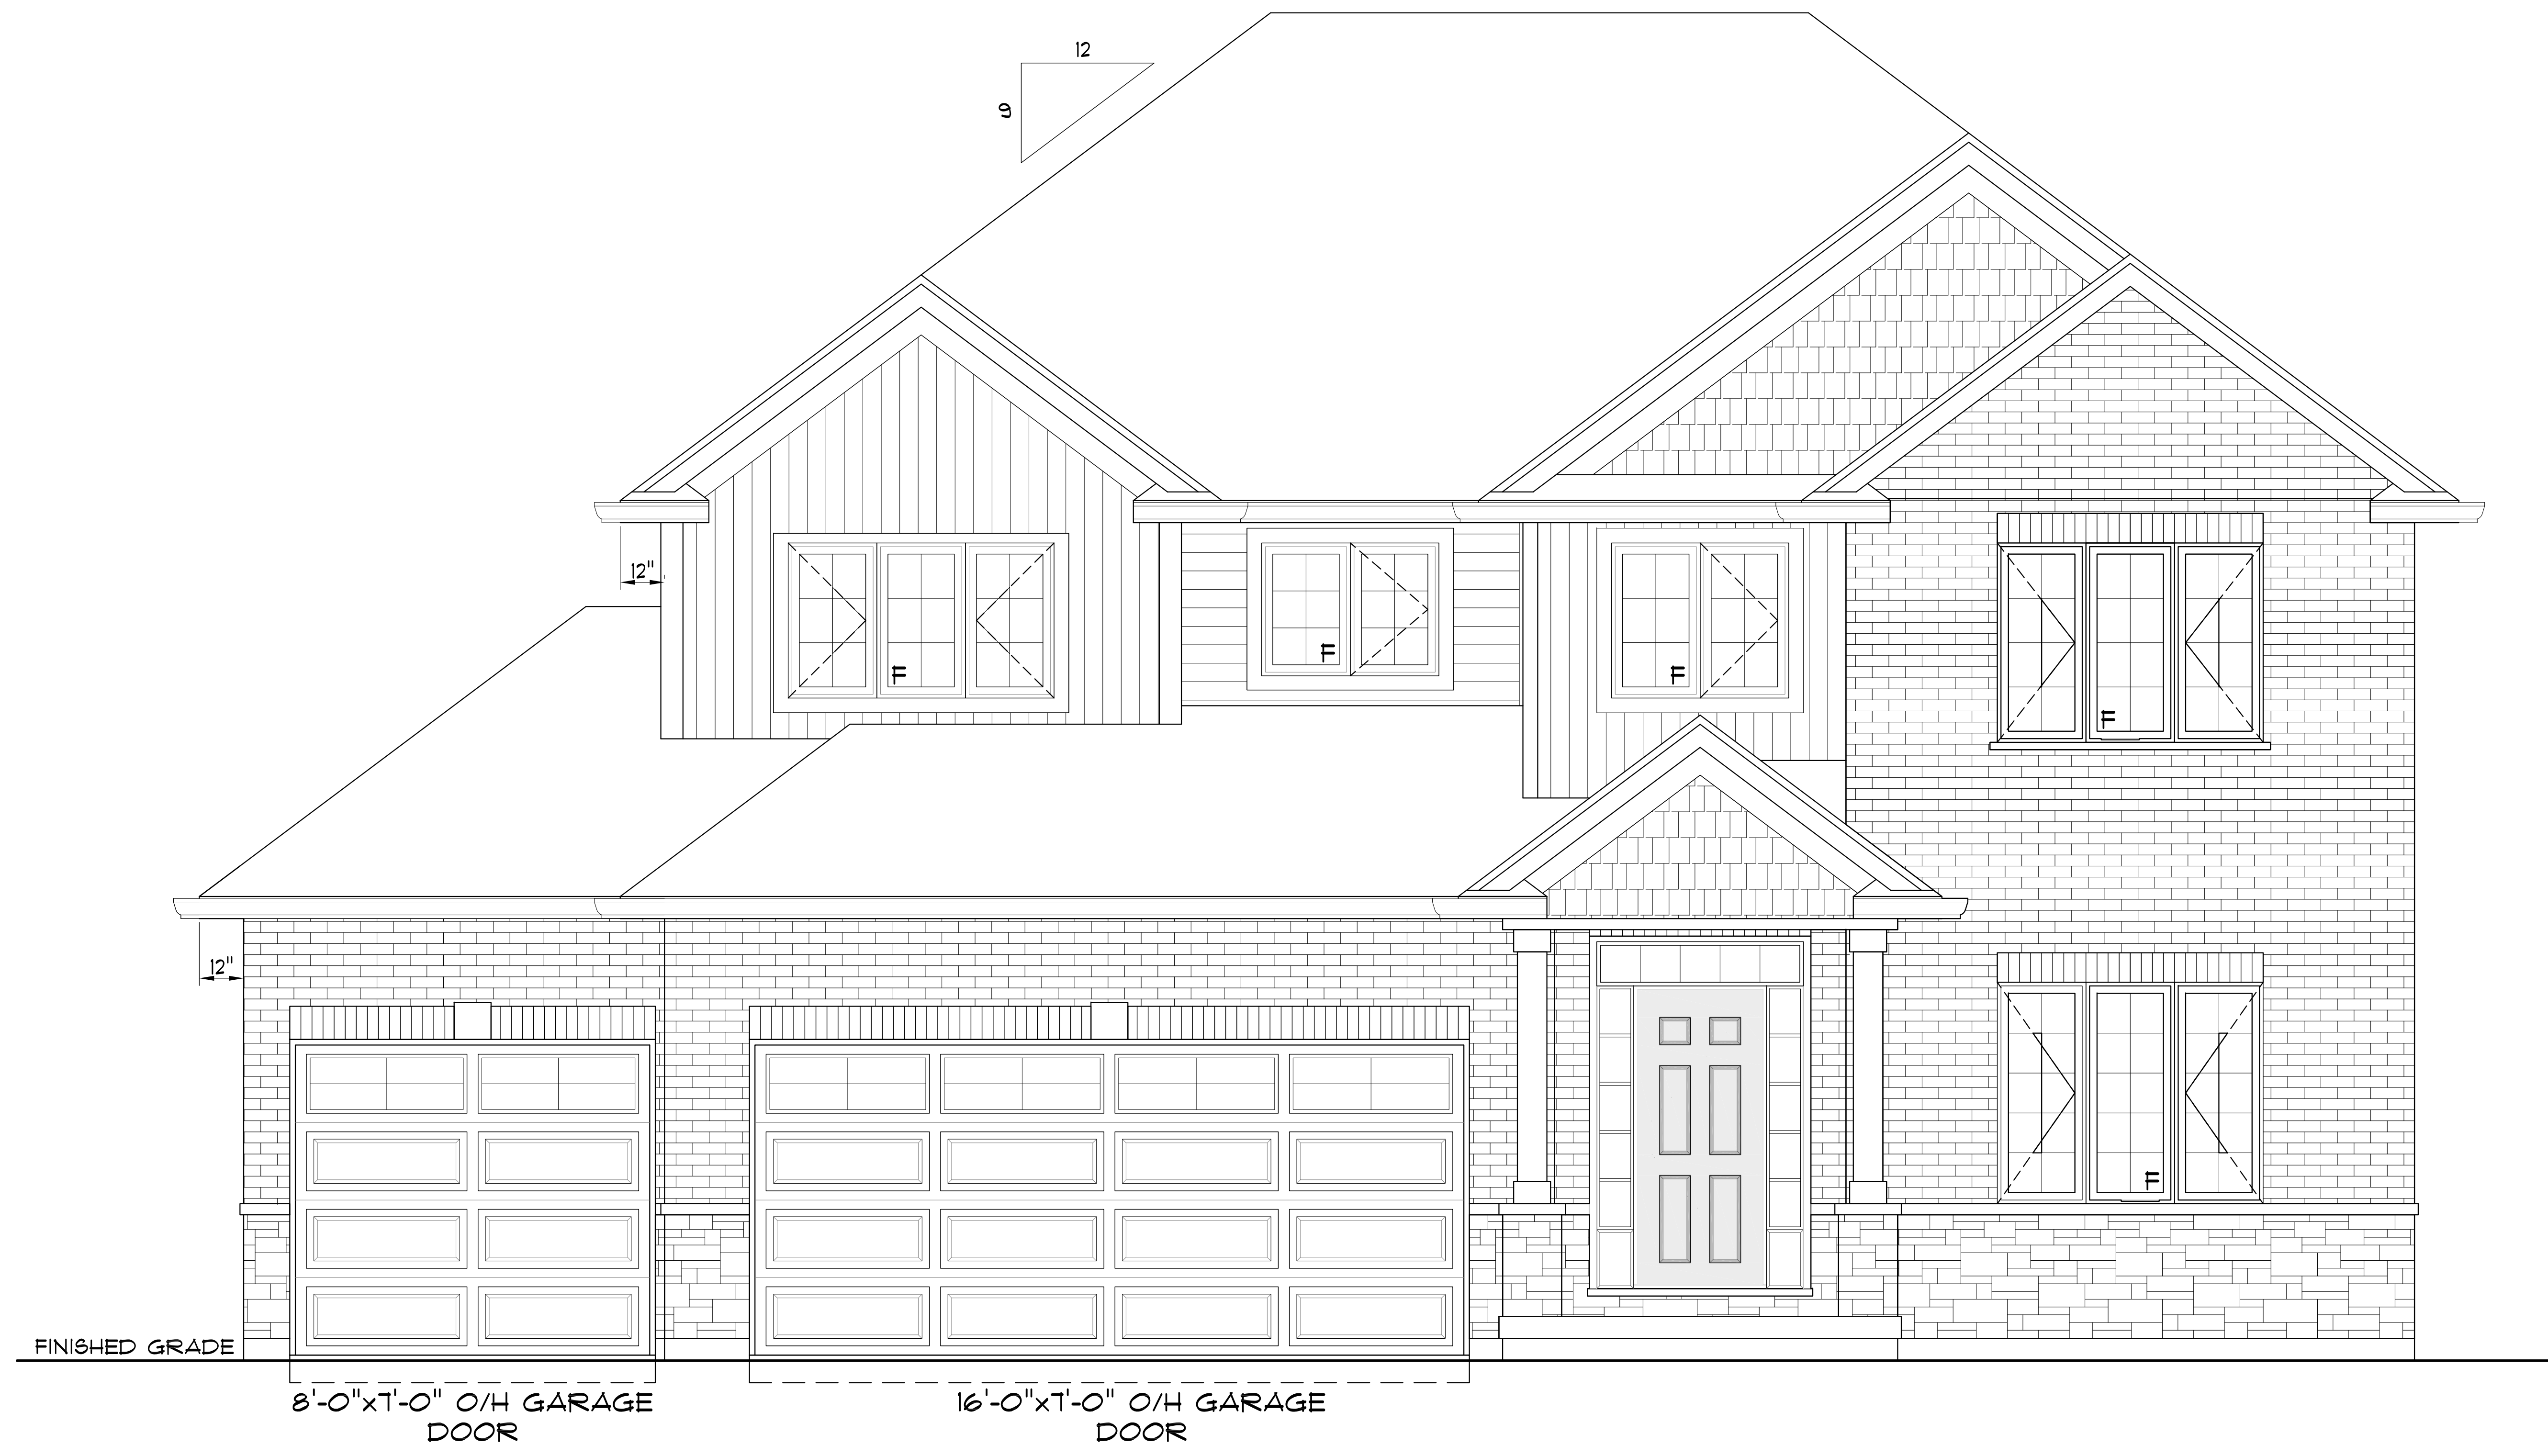 12
9
12"
F
F
F
F
12"
F
FINISHED GRADE
8'-0"x7'-0" O/H GARAGE
DOOR
16'-0"x7'-0" O/H GARAGE
DOOR